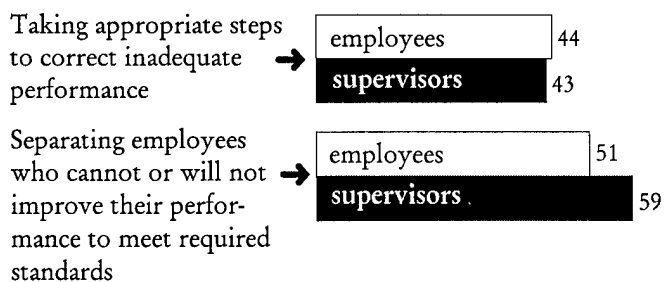 Taking appropriate steps
to correct inadequate
performance
employees 44
supervisors 43
Separating employees
who cannot or will not
improve their perfor-
mance to meet required
standards
employees 51
supervisors 59